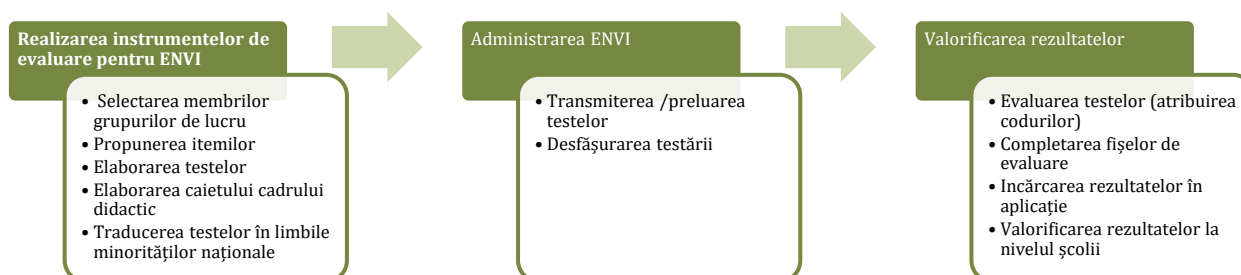 Realizarea instrumentelor de
evaluare pentru ENVI
• Selectarea membrilor
grupurilor de lucru
• Propunerea itemilor
• Elaborarea testelor
• Elaborarea caietului cadrului
didactic
• Traducerea testelor în limbile
minorităților naționale
Administrarea ENVI
• Transmiterea /preluarea
testelor
• Desfășurarea testării
Valorificarea rezultatelor
• Evaluarea testelor (atribuirea
codurilor)
• Completarea fișelor de
evaluare
• Incărcarea rezultatelor în
aplicație
• Valorificarea rezultatelor la
nivelul școlii